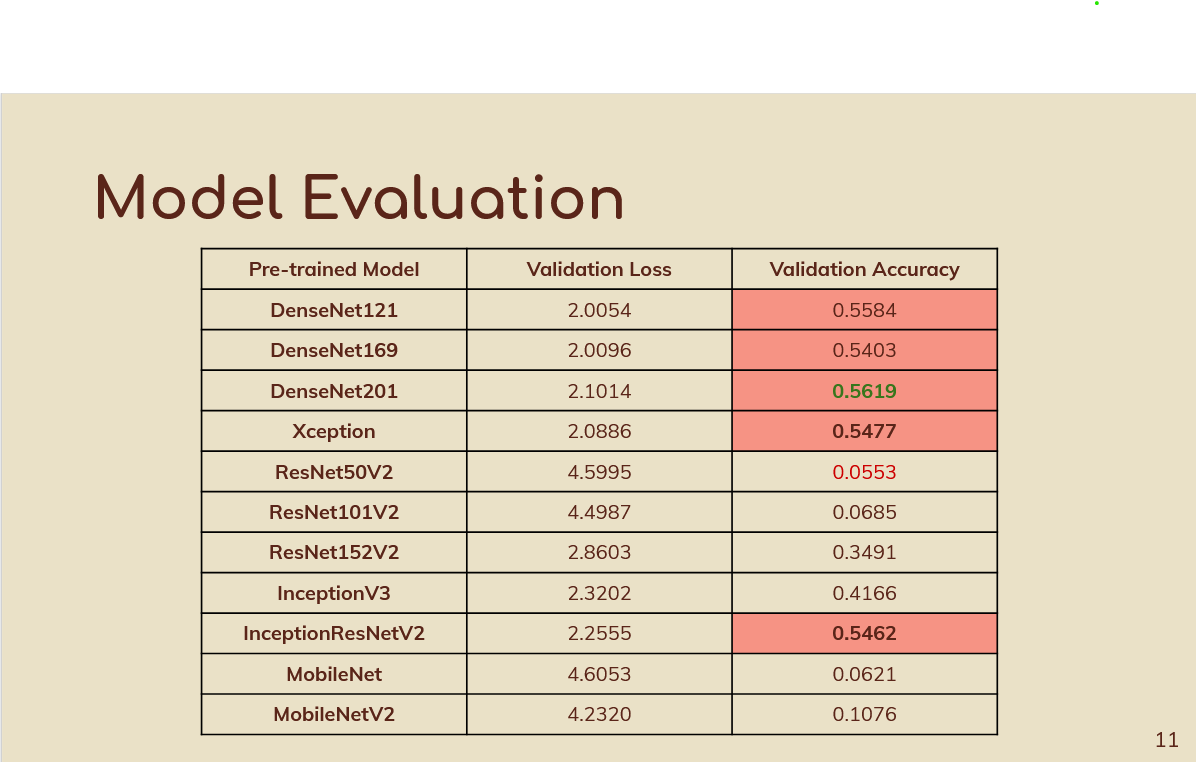 Model Evaluation
Pre-trained Model Validation Loss Validation Accuracy
DenseNet121 2.0054 0.5584
DenseNet169 2.0096 0.5403
DenseNet201 2.1014 0.5619
Xception 2.0886 0.5477
ResNet50V2 4.5995 0.0553
ResNet101V2 4.4987 0.0685
ResNet152V2 2.8603 0.3491
InceptionV3 2.3202 0.4166
InceptionResNetV2 2.2555 0.5462
MobileNet 4.6053 0.0621
MobileNetV2 4.2320 0.1076
11